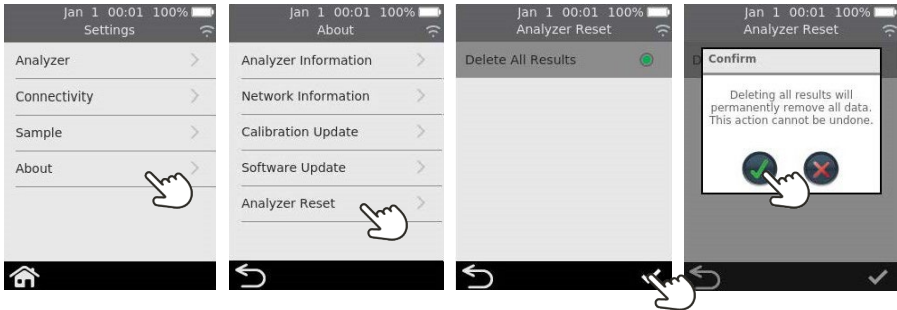 Jan 1 00:01 100%
Settings
Analyzer
Connectivity
Sample
About
Jan 1 00:01 100%
About
Analyzer Information
Network Information
Calibration Update
Software Update
Analyzer Reset
Jan 1 00:01 100%
Analyzer Reset
Delete All Results
Jan 1 00:01 100%
Analyzer Reset
D
Confirm
Deleting all results will
permanently remove all data.
This action cannot be undone.